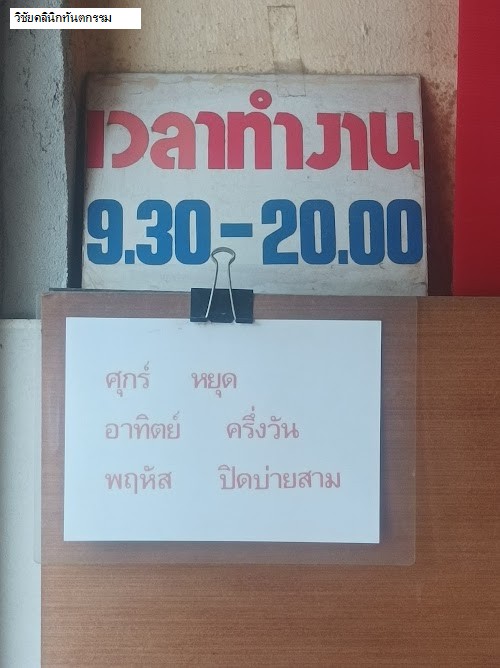 วิชัยคลินิกทันตกรรม
เวลาทำงาน
9.30-20.00
ศุกร์ หยุด
อาทิตย์ ครึ่งวัน
พฤหัส ปิดบ่ายสาม